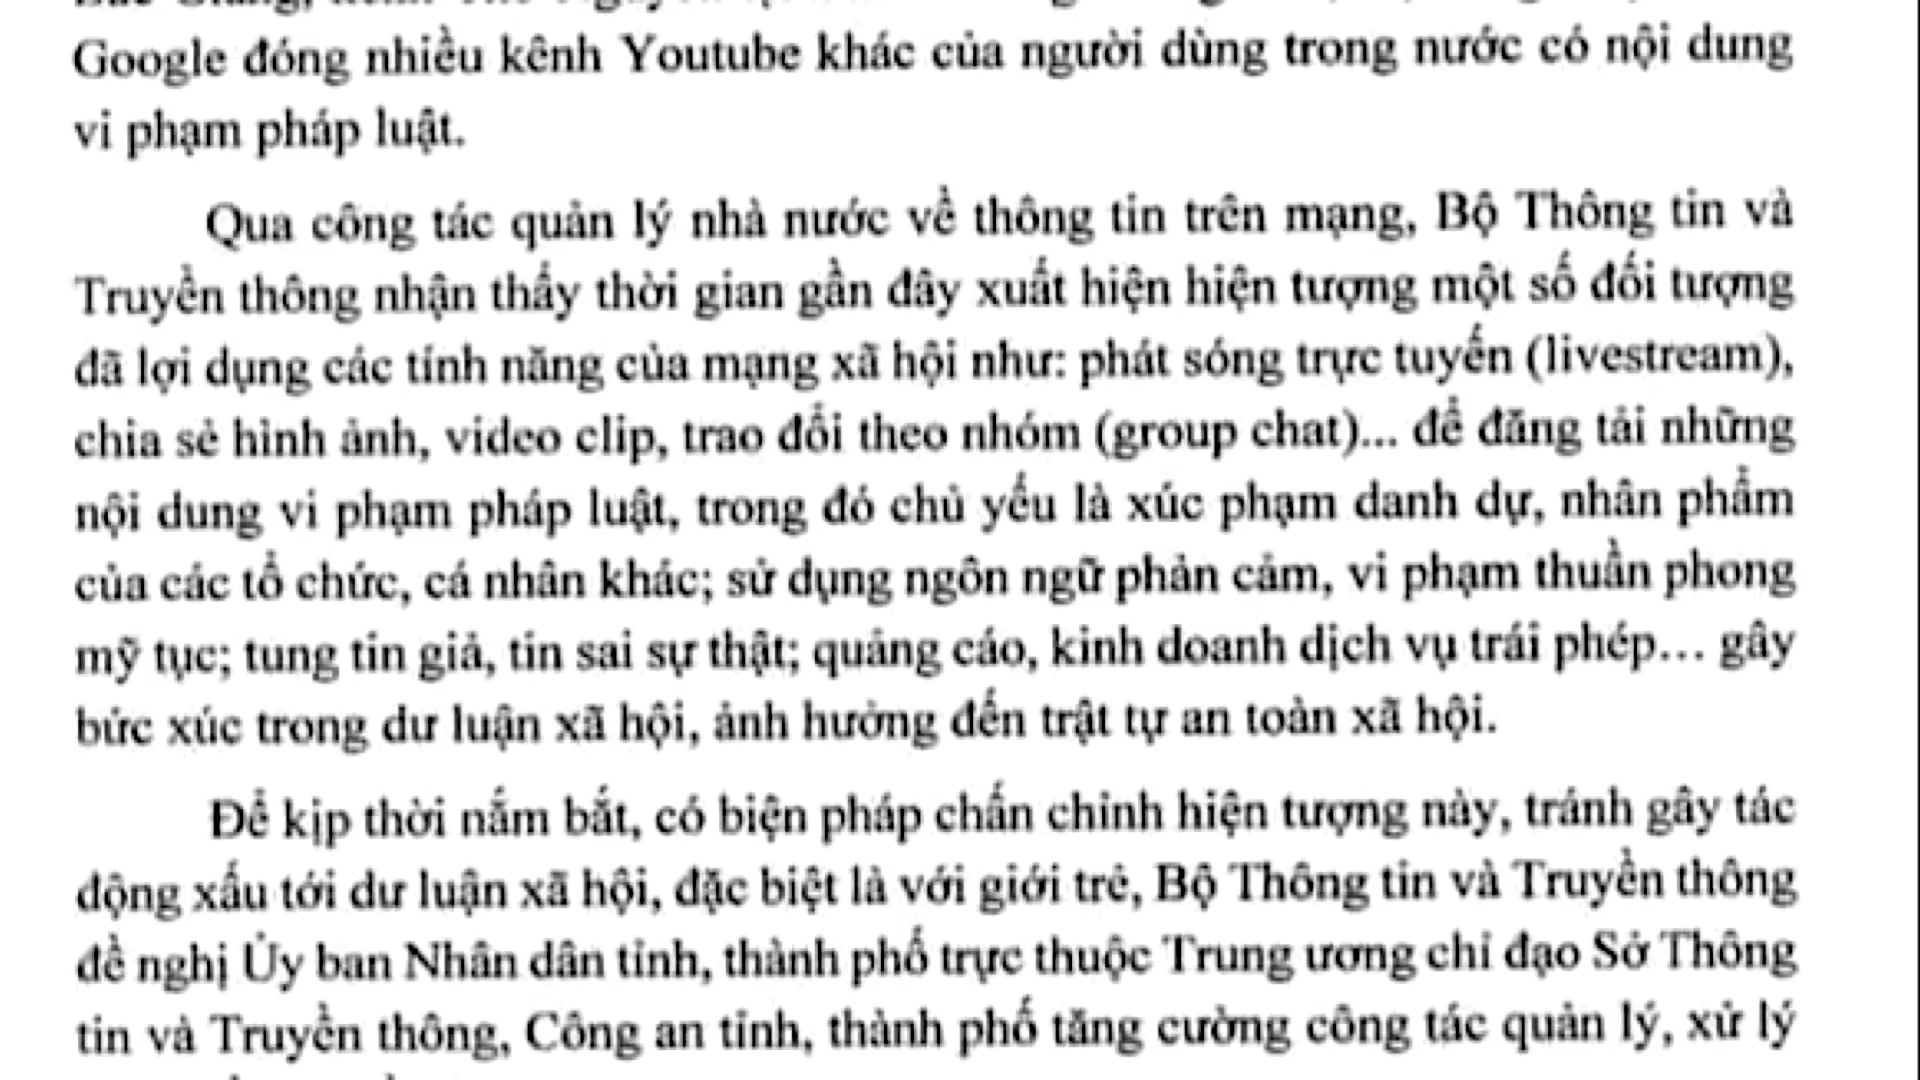 Google đóng nhiều kênh Youtube khác của người dùng trong nước có nội dung
vi phạm pháp luật.
Qua công tác quản lý nhà nước về thông tin trên mạng, Bộ Thông tin và
Truyền thông nhận thấy thời gian gần đây xuất hiện hiện tượng một số đối tượng
đã lợi dụng các tính năng của mạng xã hội như: phát sóng trực tuyến (livestream),
chia sẻ hình ảnh, video clip, trao đổi theo nhóm (group chat)... để đăng tải những
nội dung vi phạm pháp luật, trong đó chủ yếu là xúc phạm danh dự, nhân phẩm
của các tổ chức, cá nhân khác; sử dụng ngôn ngữ phản cảm, vi phạm thuần phong
mỹ tục; tung tin giả, tin sai sự thật; quảng cáo, kinh doanh dịch vụ trái phép... gây
bức xúc trong dư luận xã hội, ảnh hưởng đến trật tự an toàn xã hội.
Để kịp thời nắm bắt, có biện pháp chấn chỉnh hiện tượng này, tránh gây tác
động xấu tới dư luận xã hội, đặc biệt là với giới trẻ, Bộ Thông tin và Truyền thông
đề nghị Ủy ban Nhân dân tỉnh, thành phố trực thuộc Trung ương chỉ đạo Sở Thông
tin và Truyền thông, Công an tỉnh, thành phố tăng cường công tác quản lý, xử lý